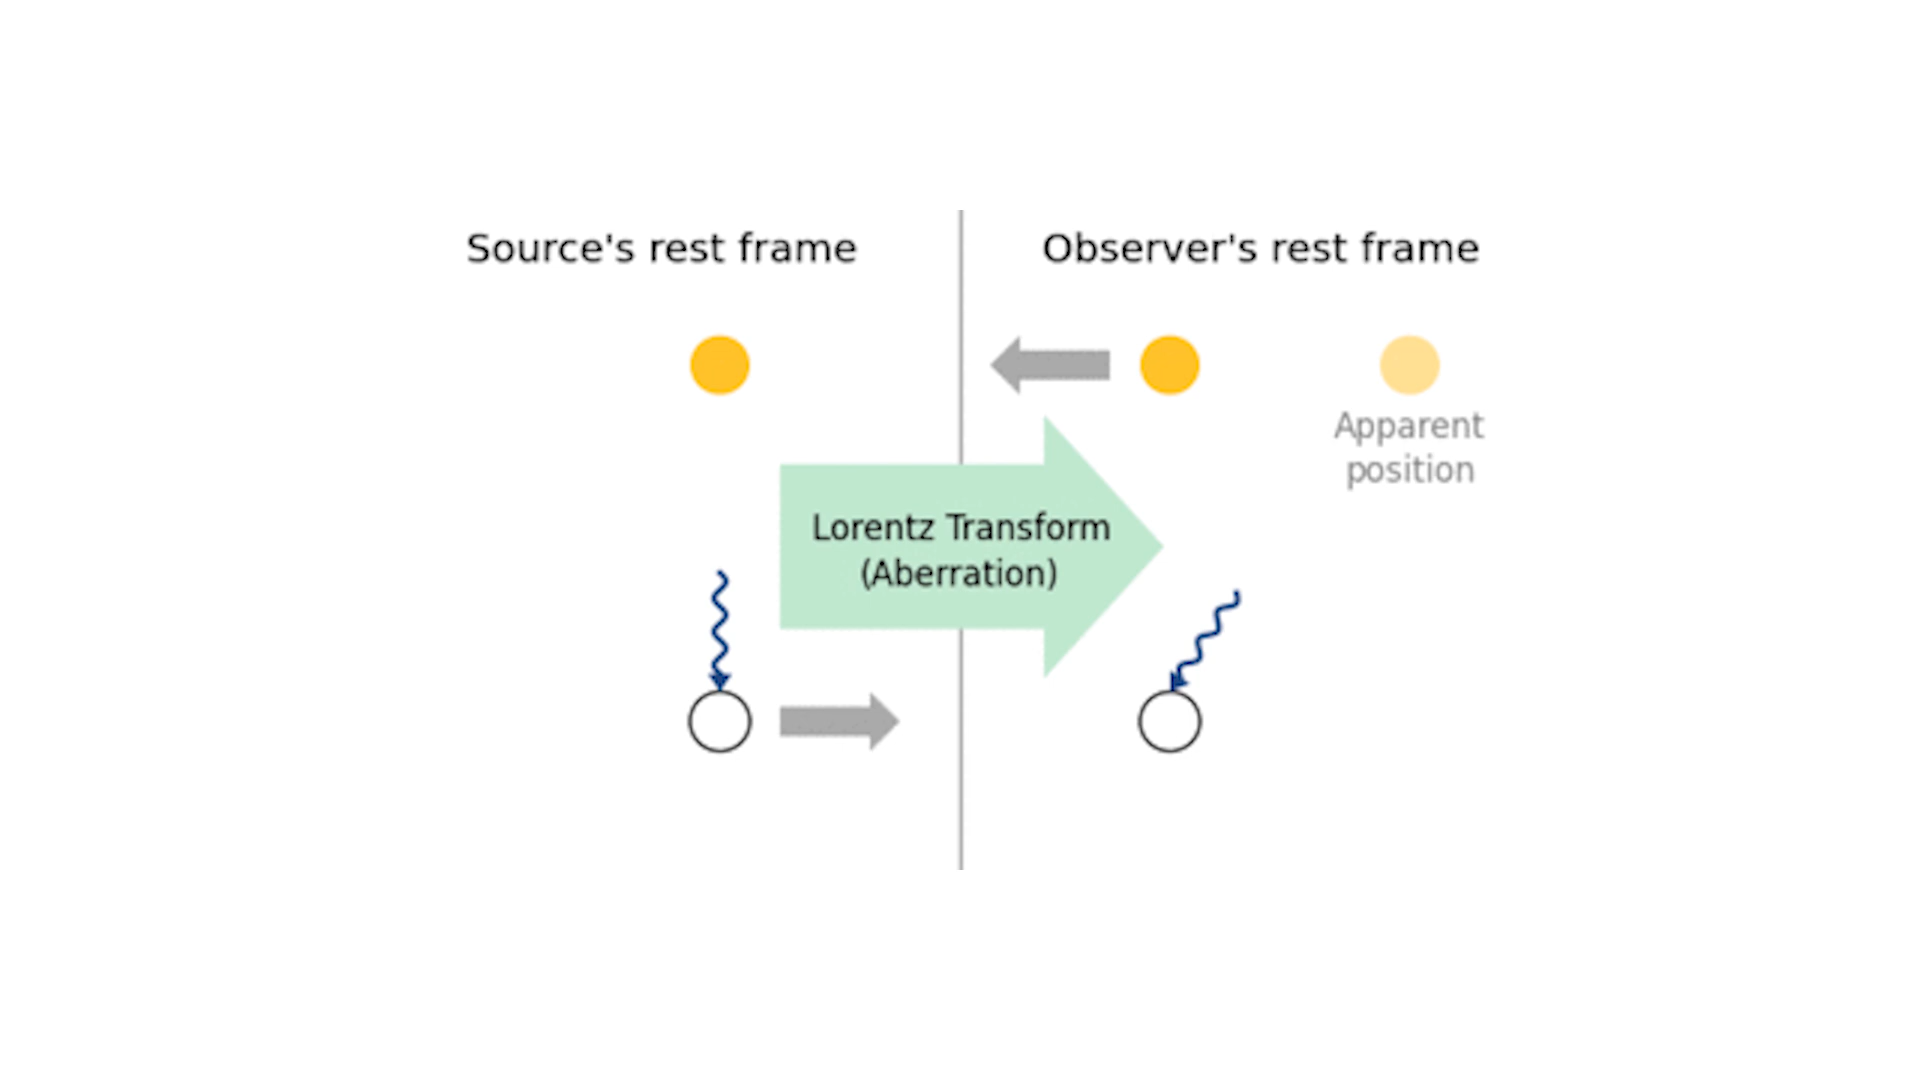 Source's rest frame
Observer's rest frame
Apparent
position
Lorentz Transform
(Aberration)